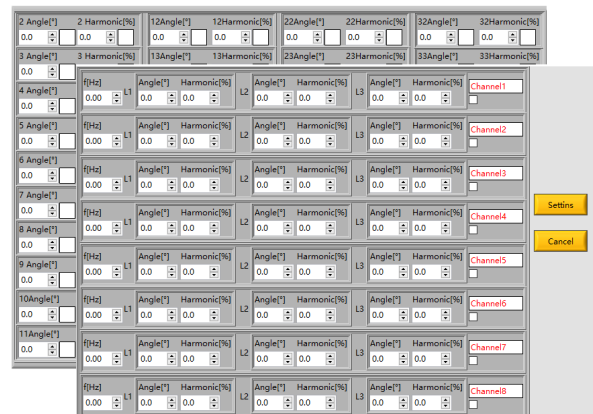 2 Angle[°] 2 Harmonic[%] 12Angle[°] 12Harmonic[%] 22Angle[°] 22Harmonic[%] 32Angle[°] 32Harmonic[%]
0.0 0.0 0.0 0.0 0.0 0.0 0.0 0.0
3 Angle[°] 3 Harmonic[%] 13Angle[°] 13Harmonic[%] 23Angle[°] 23Harmonic[%] 33Angle[°] 33Harmonic[%]
0.0
4 Angle[°]
0.0
5 Angle[°]
0.0
6 Angle[°]
0.0
7 Angle[°]
0.0
8 Angle[°]
0.0
9 Angle[°]
0.0
10Angle[°]
0.0
11Angle[°]
0.0
f[Hz] Angle[°] Harmonic[%] Angle[°] Harmonic[%] Angle[°] Harmonic[%] Channel1
0.00 L1 0.0 0.0 L2 0.0 0.0 L3 0.0 0.0
f[Hz] Angle[°] Harmonic[%] Angle[°] Harmonic[%] Angle[°] Harmonic[%] Channel2
0.00 L1 0.0 0.0 L2 0.0 0.0 L3 0.0 0.0
f[Hz] Angle[°] Harmonic[%] Angle[°] Harmonic[%] Angle[°] Harmonic[%] Channel3
0.00 L1 0.0 0.0 L2 0.0 0.0 L3 0.0 0.0
f[Hz] Angle[°] Harmonic[%] Angle[°] Harmonic[%] Angle[°] Harmonic[%] Channel4
0.00 L1 0.0 0.0 L2 0.0 0.0 L3 0.0 0.0
f[Hz] Angle[°] Harmonic[%] Angle[°] Harmonic[%] Angle[°] Harmonic[%] Channel5
0.00 L1 0.0 0.0 L2 0.0 0.0 L3 0.0 0.0
f[Hz] Angle[°] Harmonic[%] Angle[°] Harmonic[%] Angle[°] Harmonic[%] Channel6
0.00 L1 0.0 0.0 L2 0.0 0.0 L3 0.0 0.0
f[Hz] Angle[°] Harmonic[%] Angle[°] Harmonic[%] Angle[°] Harmonic[%] Channel7
0.00 L1 0.0 0.0 L2 0.0 0.0 L3 0.0 0.0
f[Hz] Angle[°] Harmonic[%] Angle[°] Harmonic[%] Angle[°] Harmonic[%] Channel8
0.00 L1 0.0 0.0 L2 0.0 0.0 L3 0.0 0.0
Settins
Cancel